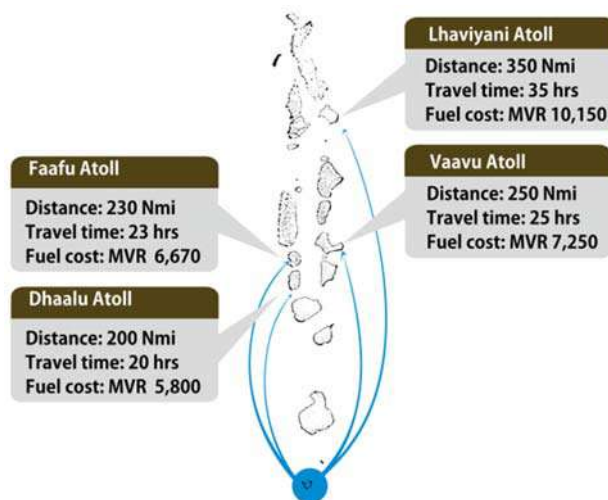 Lhaviyani Atoll
Distance: 350 Nmi
Travel time: 35 hrs
Fuel cost: MVR 10,150
Vaavu Atoll
Distance: 250 Nmi
Travel time: 25 hrs
Fuel cost: MVR 7,250
Faafu Atoll
Distance: 230 Nmi
Travel time: 23 hrs
Fuel cost: MVR 6,670
Dhaalu Atoll
Distance: 200 Nmi
Travel time: 20 hrs
Fuel cost: MVR 5,800